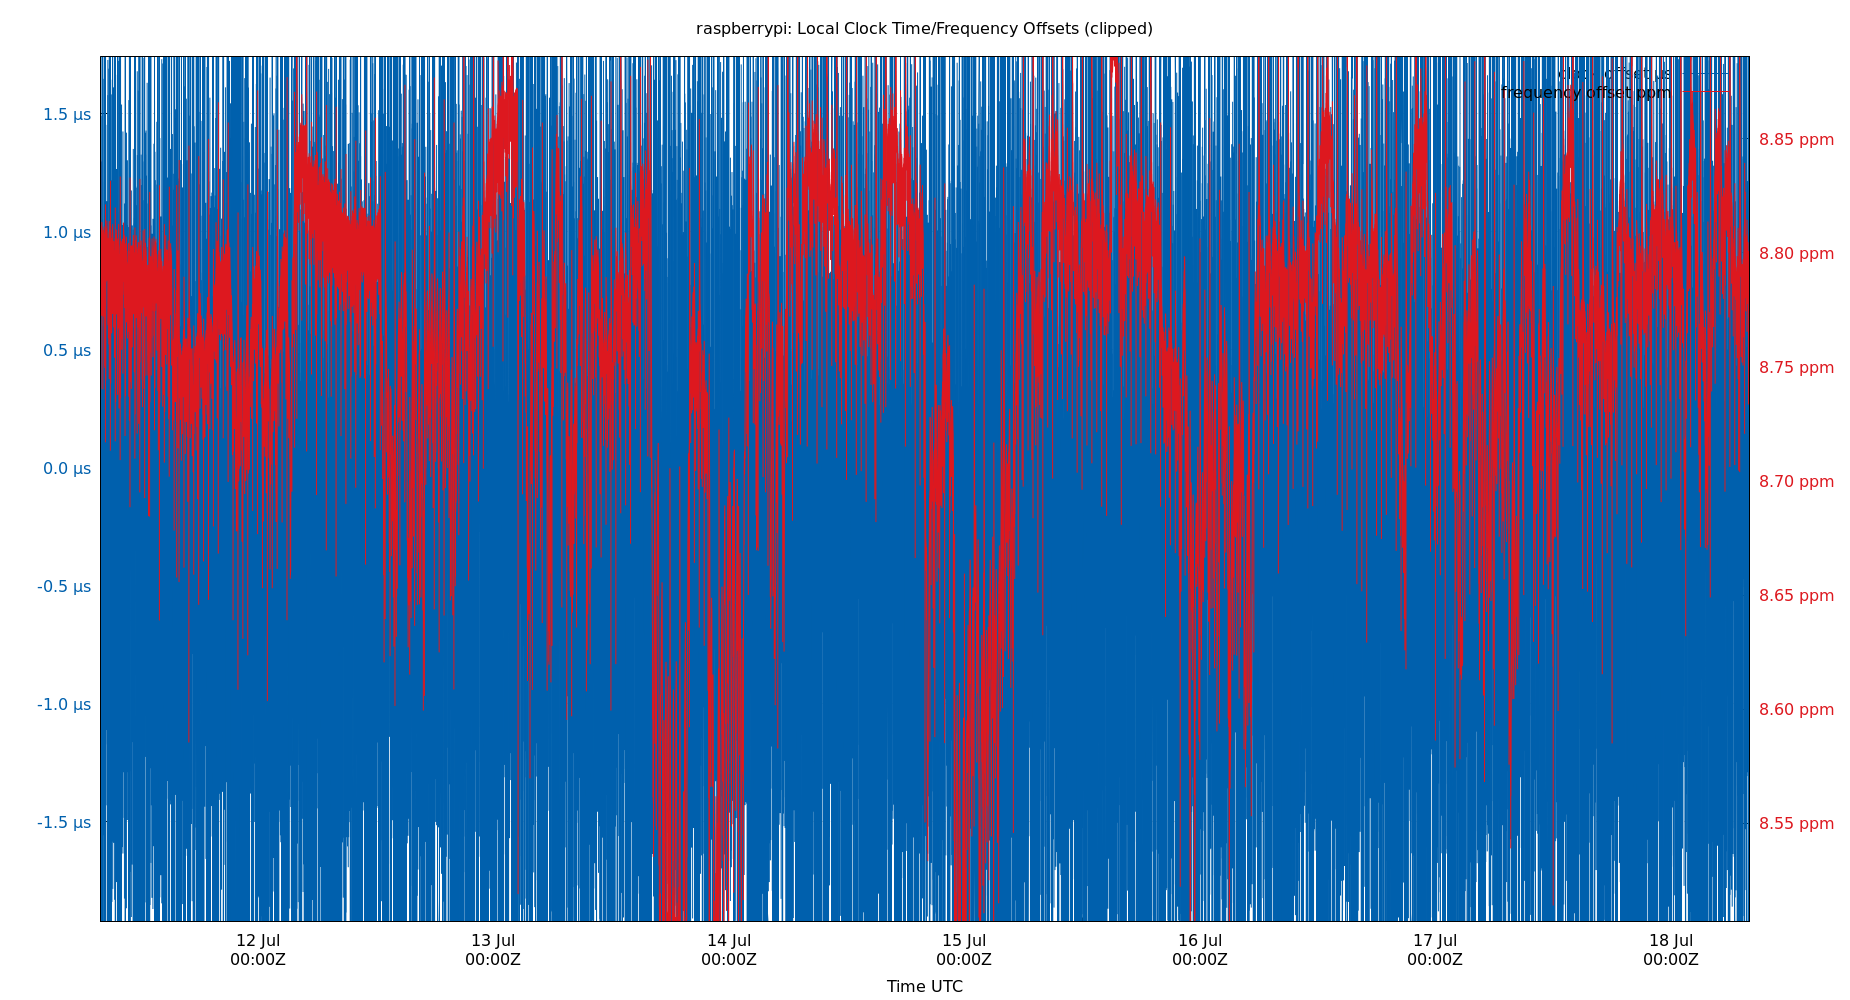 raspberrypi: Local Clock Time/Frequency Offsets (clipped)
clock offset µs
frequency offset ppm
1.5 µs
1.0 µs
0.5 µs
0.0 µs
-0.5 µs
-1.0 µs
-1.5 µs
8.85 ppm
8.80 ppm
8.75 ppm
8.70 ppm
8.65 ppm
8.60 ppm
8.55 ppm
12 Jul
00:00Z
13 Jul
00:00Z
14 Jul
00:00Z
15 Jul
00:00Z
16 Jul
00:00Z
17 Jul
00:00Z
18 Jul
00:00Z
Time UTC